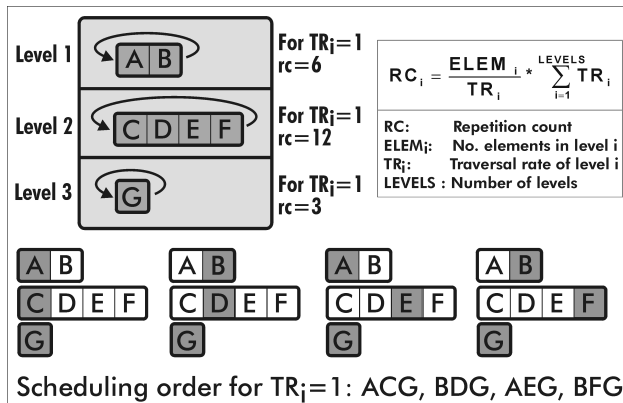 Level 1
A B
For TRi=1
rc=6
Level 2
C D E F
For TRi=1
rc=12
Level 3
G
For TRi=1
rc=3
RCi = ELEMi / TRi * LEVELS ∑ i=1 TRi
RC: Repetition count
ELEMi: No. elements in level i
TRi: Traversal rate of level i
LEVELS : Number of levels
A B
C D E F
G
A B
C D E F
G
A B
C D E F
G
A B
C D E F
G
Scheduling order for TRi=1: ACG, BDG, AEG, BFG